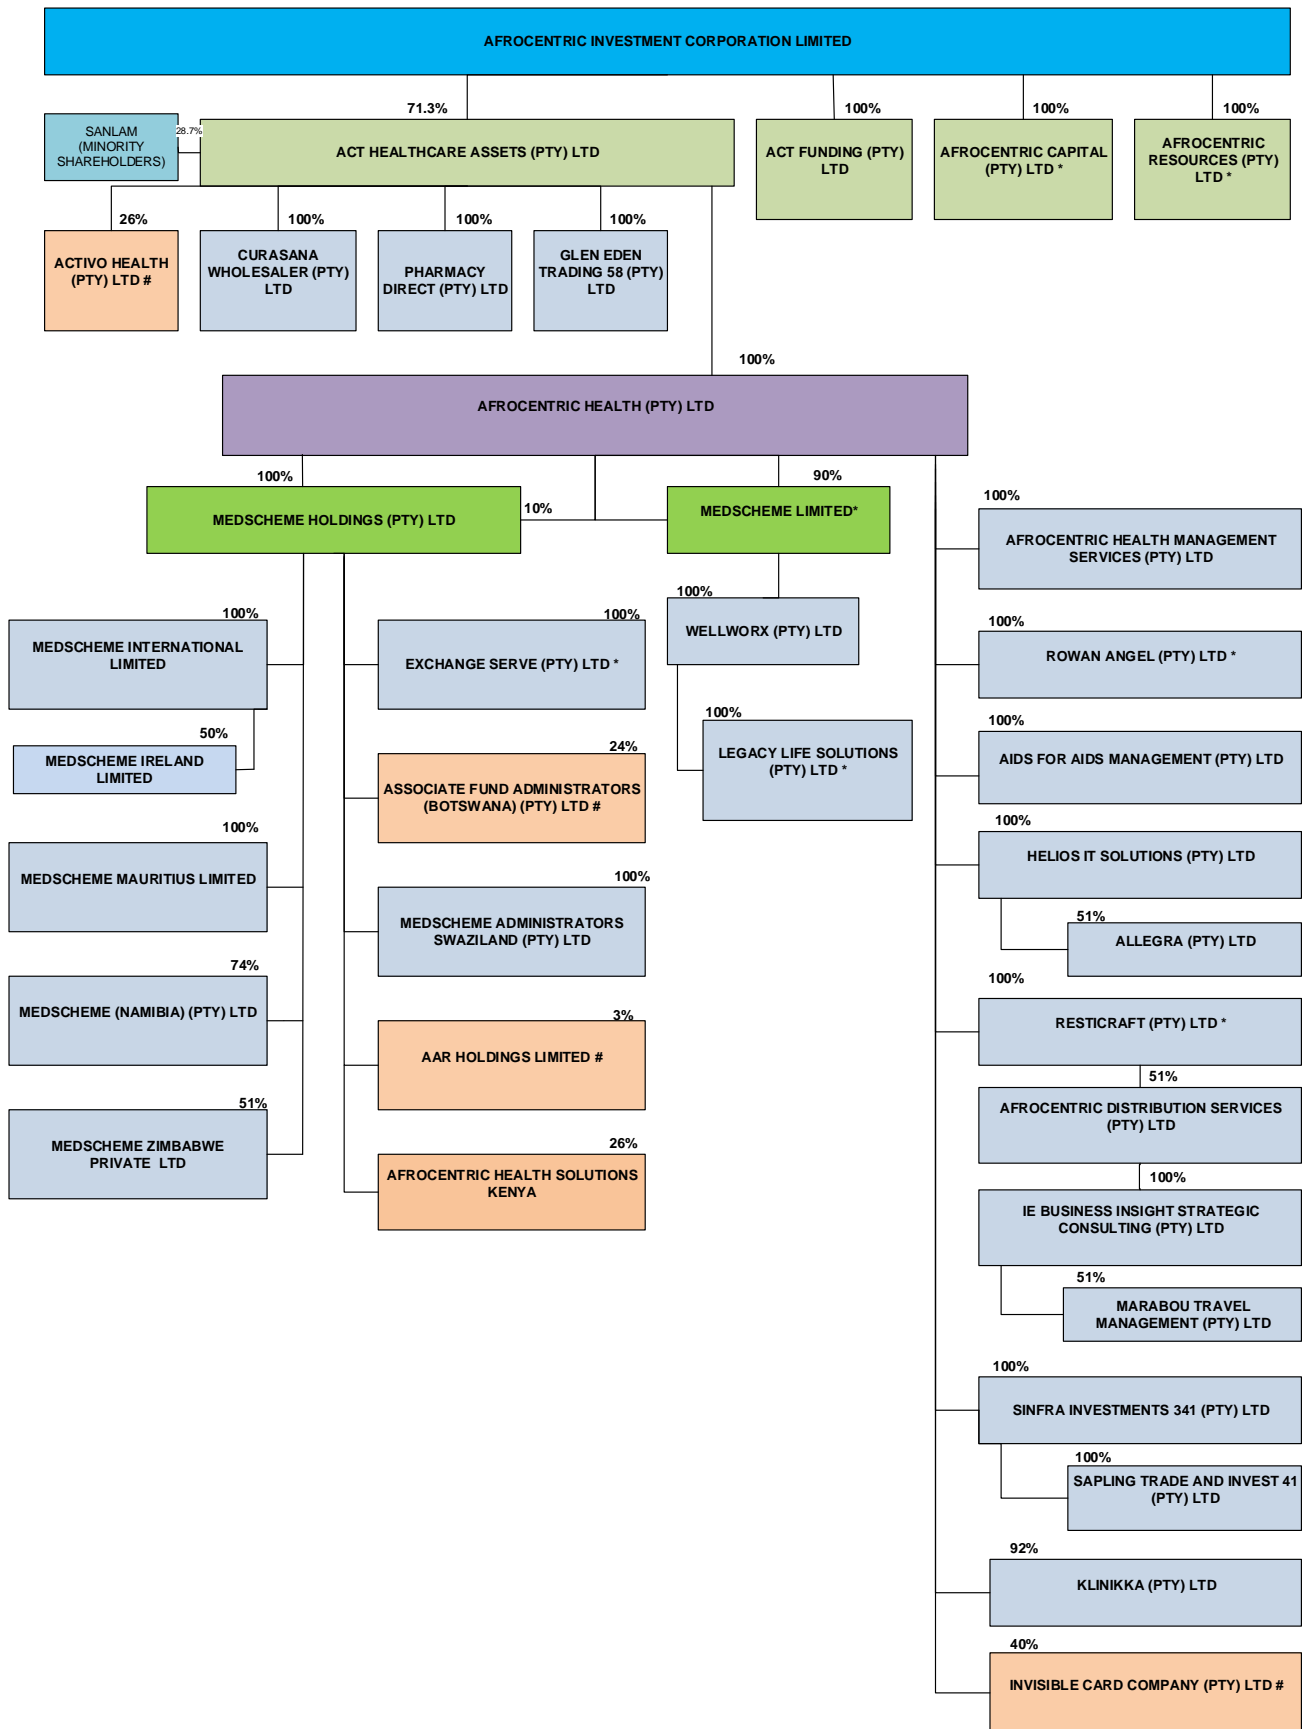 AFROCENTRIC INVESTMENT CORPORATION LIMITED
71.3%
100%
100%
100%
SANLAM
(MINORITY
SHAREHOLDERS)
28.7%
ACT HEALTHCARE ASSETS (PTY) LTD
ACT FUNDING (PTY)
LTD
AFROCENTRIC CAPITAL
(PTY) LTD *
AFROCENTRIC
RESOURCES (PTY)
LTD *
26%
100%
100%
100%
ACTIVO HEALTH
(PTY) LTD #
CURASANA
WHOLESALER (PTY)
LTD
PHARMACY
DIRECT (PTY) LTD
GLEN EDEN
TRADING 58 (PTY)
LTD
100%
AFROCENTRIC HEALTH (PTY) LTD
100%
90%
MEDSCHEME HOLDINGS (PTY) LTD
10%
MEDSCHEME LIMITED*
100%
MEDSCHEME INTERNATIONAL
LIMITED
50%
MEDSCHEME IRELAND
LIMITED
100%
MEDSCHEME MAURITIUS LIMITED
74%
MEDSCHEME (NAMIBIA) (PTY) LTD
51%
MEDSCHEME ZIMBABWE
PRIVATE  LTD
100%
EXCHANGE SERVE (PTY) LTD *
24%
ASSOCIATE FUND ADMINISTRATORS
(BOTSWANA) (PTY) LTD #
100%
MEDSCHEME ADMINISTRATORS
SWAZILAND (PTY) LTD
3%
AAR HOLDINGS LIMITED #
26%
AFROCENTRIC HEALTH SOLUTIONS
KENYA
100%
WELLWORX (PTY) LTD
100%
LEGACY LIFE SOLUTIONS
(PTY) LTD *
100%
AFROCENTRIC HEALTH MANAGEMENT
SERVICES (PTY) LTD
100%
ROWAN ANGEL (PTY) LTD *
100%
AIDS FOR AIDS MANAGEMENT (PTY) LTD
100%
HELIOS IT SOLUTIONS (PTY) LTD
51%
ALLEGRA (PTY) LTD
100%
RESTICRAFT (PTY) LTD *
51%
AFROCENTRIC DISTRIBUTION SERVICES
(PTY) LTD
100%
IE BUSINESS INSIGHT STRATEGIC
CONSULTING (PTY) LTD
51%
MARABOU TRAVEL
MANAGEMENT (PTY) LTD
100%
SINFRA INVESTMENTS 341 (PTY) LTD
100%
SAPLING TRADE AND INVEST 41
(PTY) LTD
92%
KLINIKKA (PTY) LTD
40%
INVISIBLE CARD COMPANY (PTY) LTD #